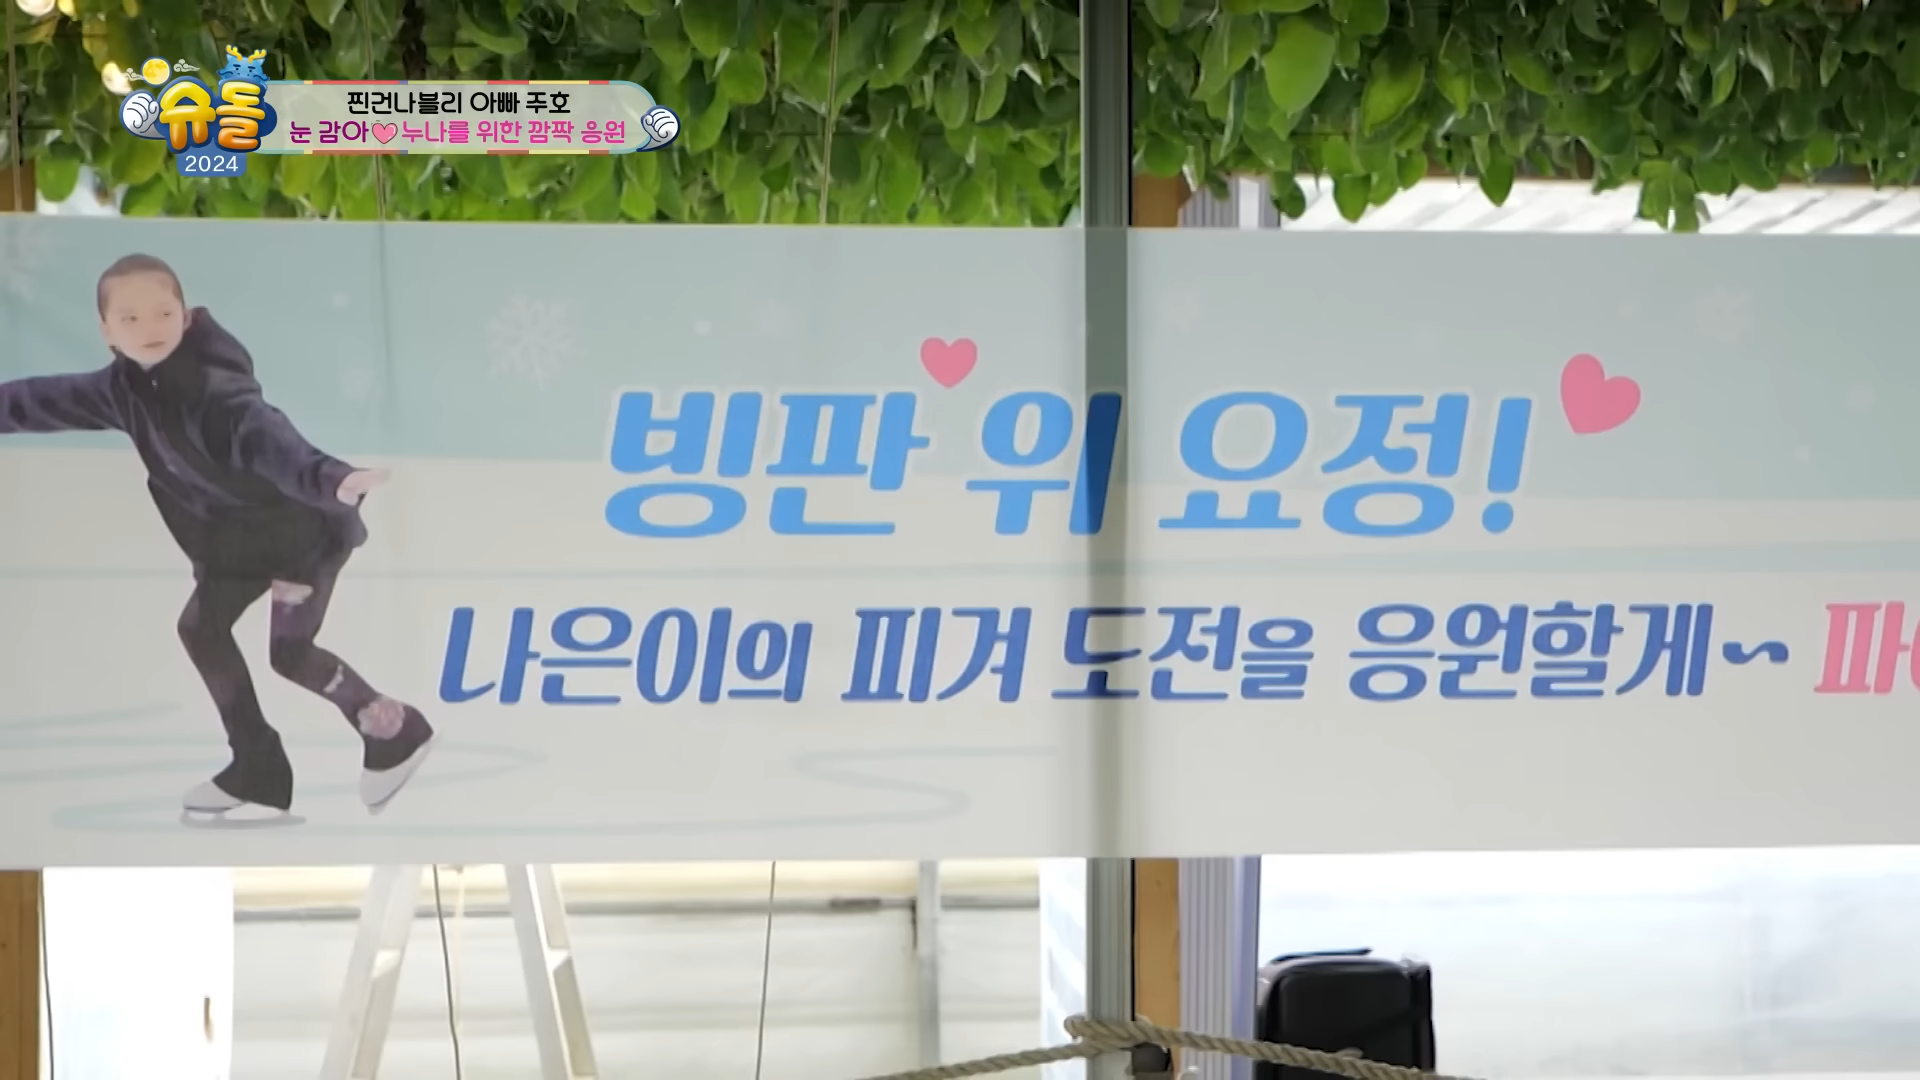 슈돌
2024
찐건나블리 아빠 주호
눈 감아♡누나를 위한 깜짝 응원
빙판 위 요정!
나은이의 피겨 도전을 응원할게~ 파